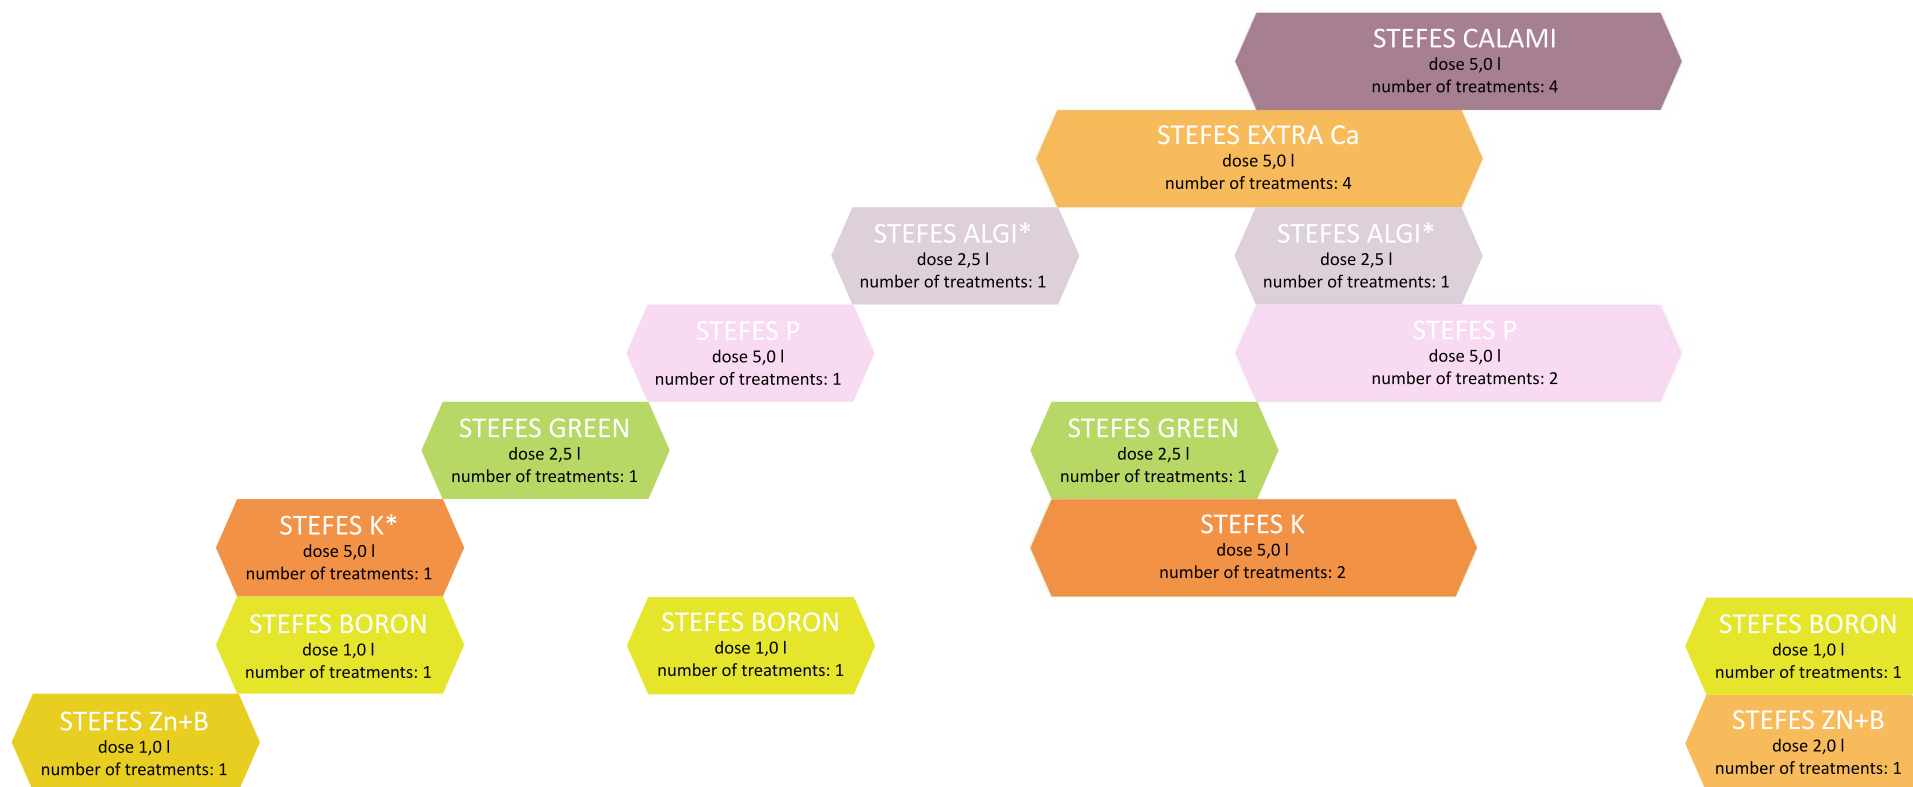 STEFES CALAMI
dose 5,0 l
number of treatments: 4
STEFES EXTRA Ca
dose 5,0 l
number of treatments: 4
STEFES ALGI*
dose 2,5 l
number of treatments: 1
STEFES ALGI*
dose 2,5 l
number of treatments: 1
STEFES P
dose 5,0 l
number of treatments: 1
STEFES P
dose 5,0 l
number of treatments: 2
STEFES GREEN
dose 2,5 l
number of treatments: 1
STEFES GREEN
dose 2,5 l
number of treatments: 1
STEFES K*
dose 5,0 l
number of treatments: 1
STEFES K
dose 5,0 l
number of treatments: 2
STEFES BORON
dose 1,0 l
number of treatments: 1
STEFES BORON
dose 1,0 l
number of treatments: 1
STEFES BORON
dose 1,0 l
number of treatments: 1
STEFES Zn+B
dose 1,0 l
number of treatments: 1
STEFES ZN+B
dose 2,0 l
number of treatments: 1